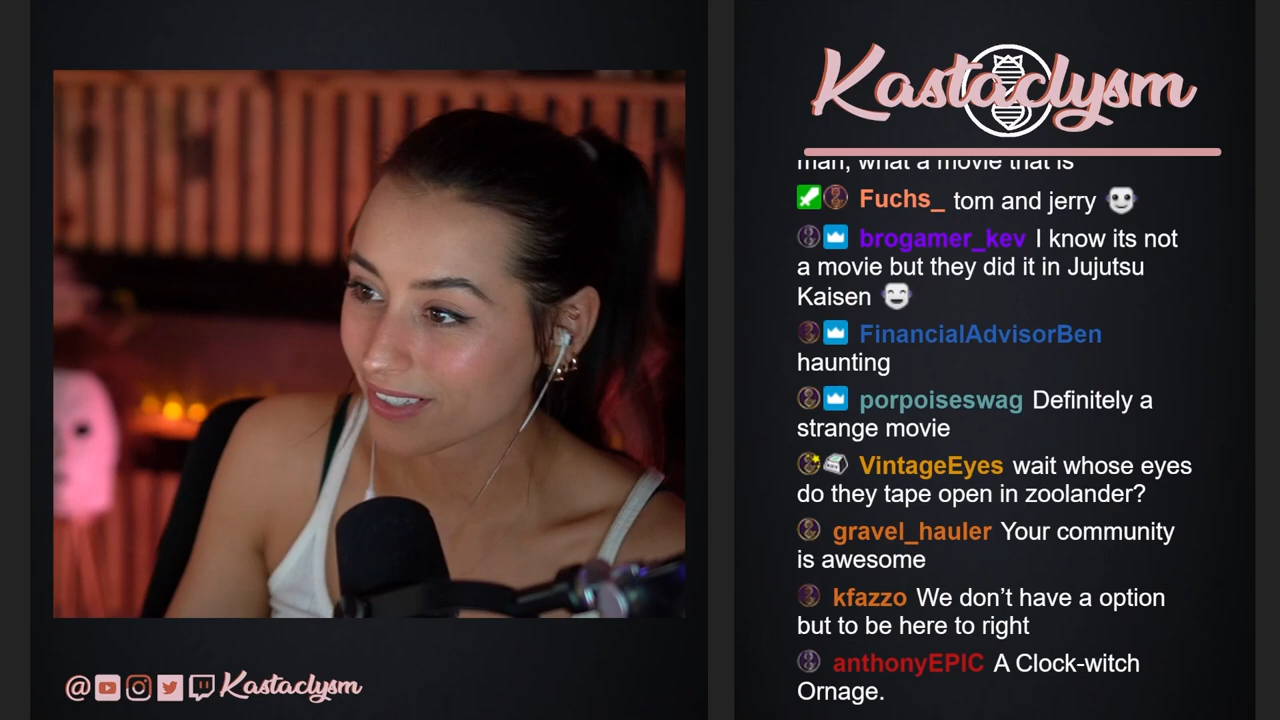 Kastaclysm
man, what a movie that is
Fuchs_ tom and jerry
brogamer_kev I know its not
a movie but they did it in Jujutsu
Kaisen
FinancialAdvisorBen
haunting
porpoiseswag Definitely a
strange movie
VintageEyes wait whose eyes
do they tape open in zoolander?
gravel_hauler Your community
is awesome
kfazzo We don’t have a option
but to be here to right
anthonyEPIC A Clock-witch
Ornage.
@ Kastaclysm